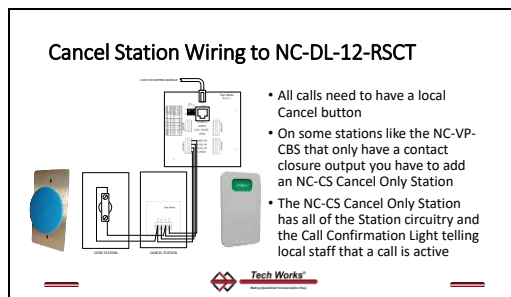 Cancel Station Wiring to NC-DL-12-RSCT
• All calls need to have a local
Cancel button
• On some stations like the NC-VP-
CBS that only have a contact
closure output you have to add
an NC-CS Cancel Only Station
• The NC-CS Cancel Only Station
has all of the Station circuitry and
the Call Confirmation Light telling
local staff that a call is active
CODE STATION
CANCEL STATION
Tech Works®